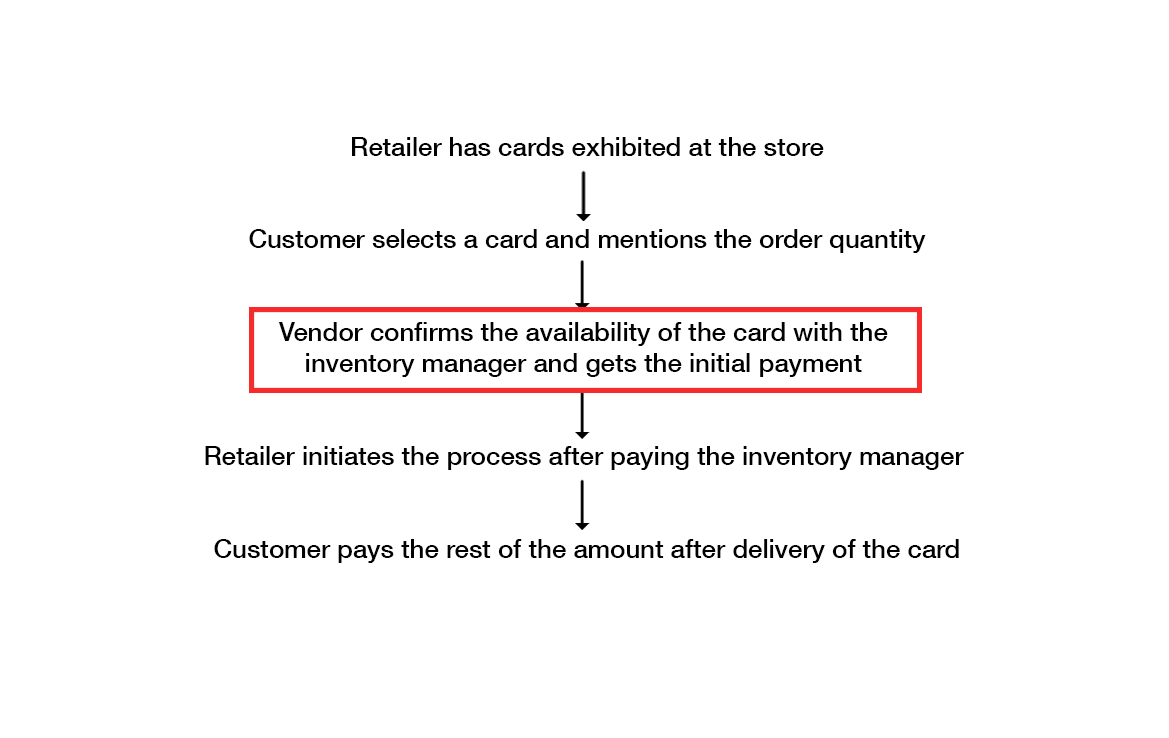 Retailer has cards exhibited at the store
Customer selects a card and mentions the order quantity
Vendor confirms the availability of the card with the
inventory manager and gets the initial payment
Retailer initiates the process after paying the inventory manager
Customer pays the rest of the amount after delivery of the card